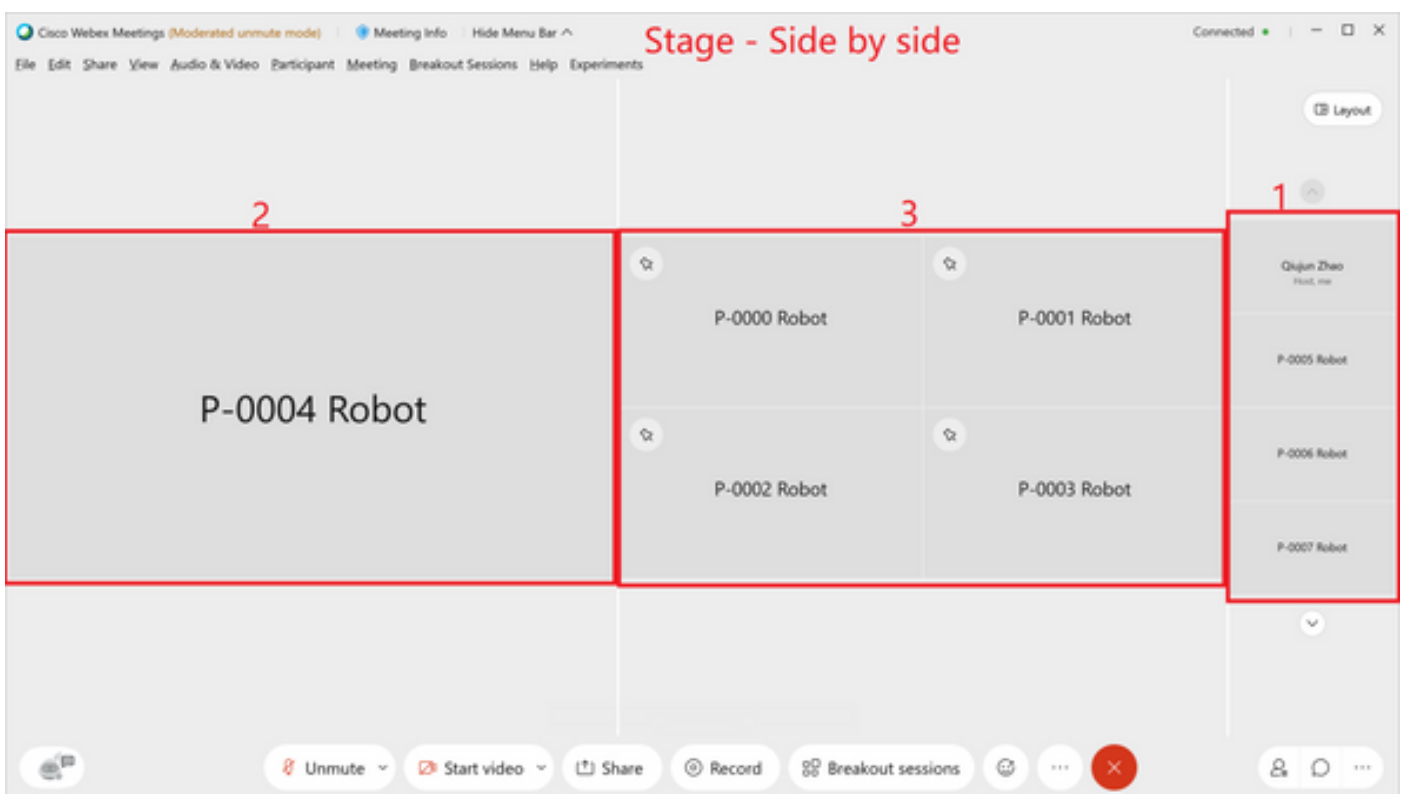 Cisco Webex Meetings (Moderated unmute mode) Meeting Info Hide Menu Bar
Stage - Side by side
Connected
File Edit Share View Audio & Video Participant Meeting Breakout Sessions Help Experiments
Layout
1
2
3
Qiujun Zhao
Host, me
P-0000 Robot
P-0001 Robot
P-0005 Robot
P-0004 Robot
P-0006 Robot
P-0002 Robot
P-0003 Robot
P-0007 Robot
Unmute
Start video
Share
Record
Breakout sessions